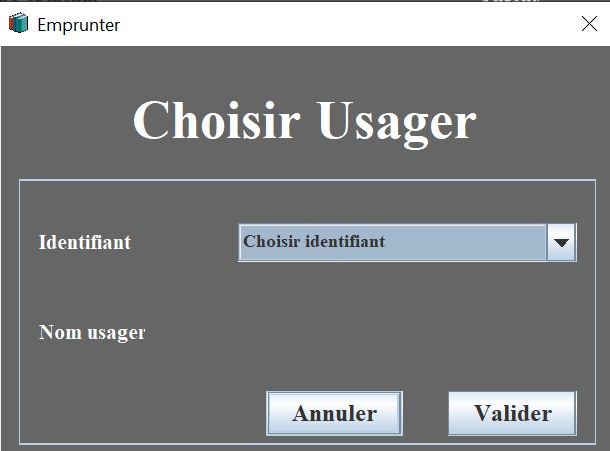 Emprunter
Choisir Usager
Identifiant
Choisir identifiant
Nom usager
Annuler
Valider